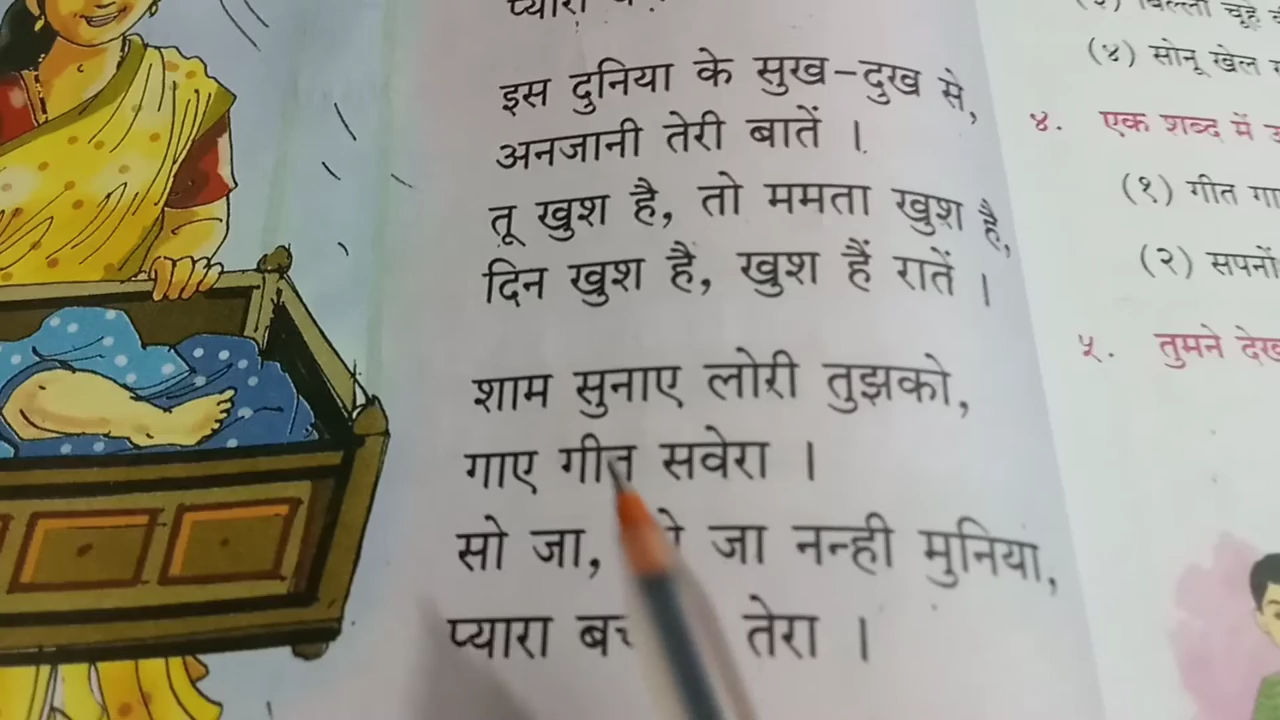 प्यारा
इस दुनिया के सुख-दुख से,
अनजानी तेरी बातें ।
तू खुश है, तो ममता खुश है,
दिन खुश है, खुश हैं रातें ।
शाम सुनाए लोरी तुझको,
गाए गीत सवेरा ।
सो जा, जा नन्ही मुनिया,
प्यारा तेरा ।
बिल्ली चूहे
(४) सोनू खेल
४. एक शब्द में
(१) गीत
(२) सपनों
५. तुमने